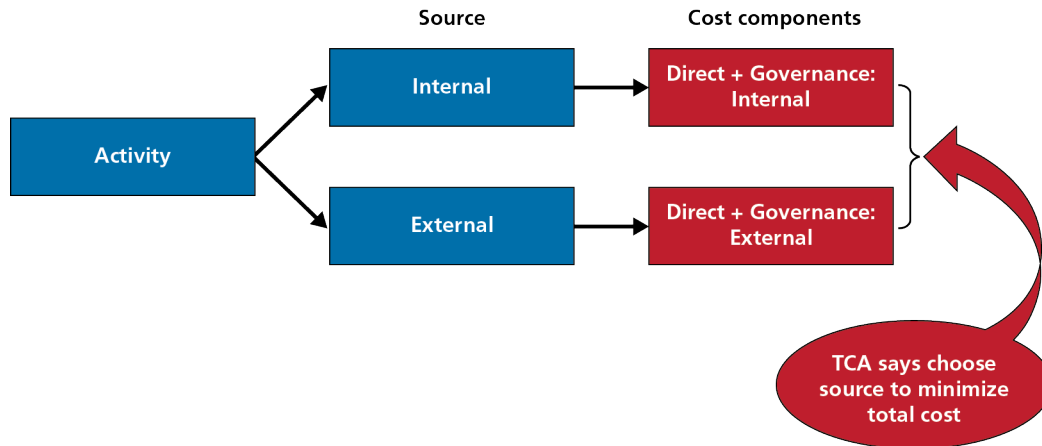 Source
Cost components
Internal
Direct + Governance:
Internal
Activity
External
Direct + Governance:
External
TCA says choose
source to minimize
total cost